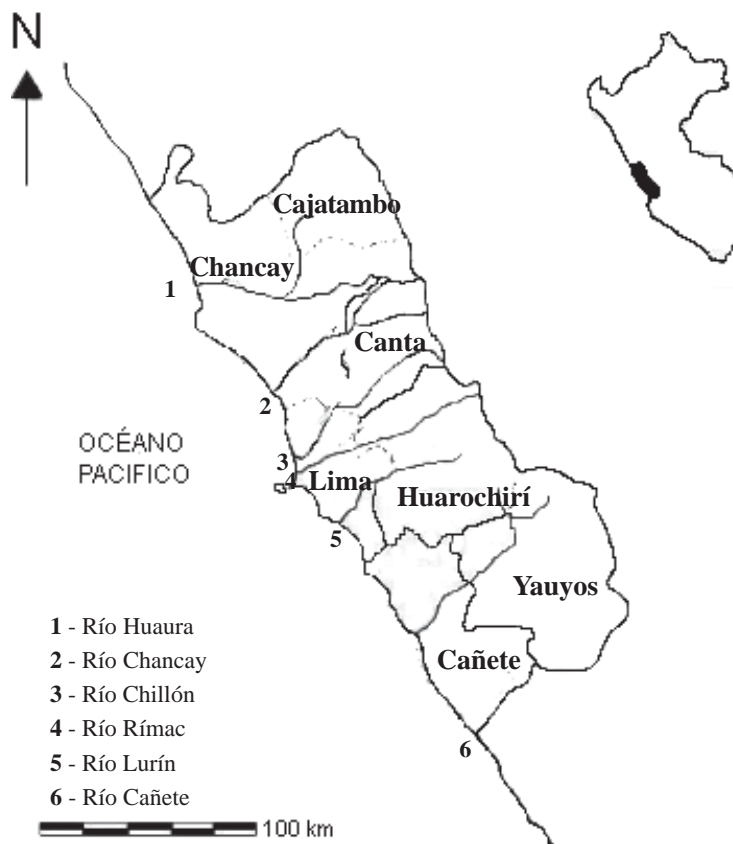 N
Cajatambo
Chancay
1
Canta
2
OCÉANO
PACIFICO
3
4
Lima
Huarochirí
5
Yauyos
Cañete
6
1 - Río Huaura
2 - Río Chancay
3 - Río Chillón
4 - Río Rímac
5 - Río Lurín
6 - Río Cañete
100 km